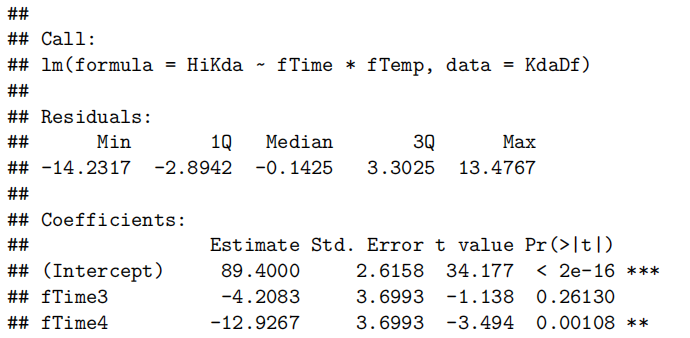 ##
## Call:
## lm(formula = HiKda ~ fTime * fTemp, data = KdaDf)
##
## Residuals:
##      Min       1Q   Median       3Q      Max
## -14.2317  -2.8942  -0.1425   3.3025  13.4767
##
## Coefficients:
##               Estimate Std. Error t value Pr(>|t|)
## (Intercept)    89.4000     2.6158  34.177  < 2e-16 ***
## fTime3         -4.2083     3.6993  -1.138  0.26130
## fTime4        -12.9267     3.6993  -3.494  0.00108 **